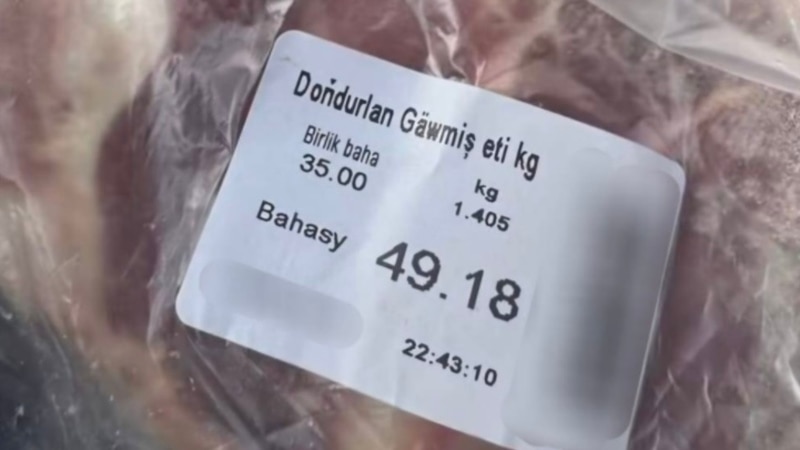 Doňdurlan Gäwmiş eti kg
Birlik baha
35.00
kg
1.405
Bahasy
49.18
22:43:10